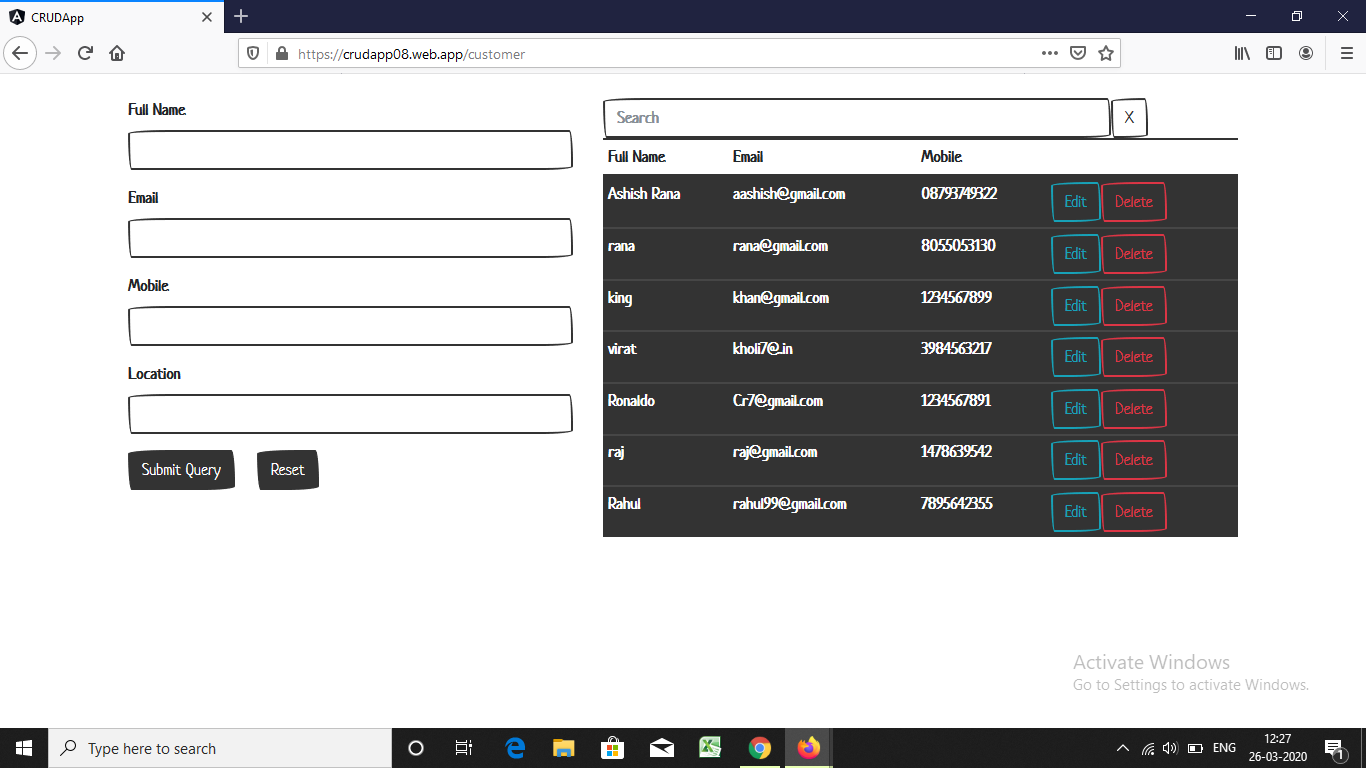 CRUDApp
https://crudapp08.web.app/customer
Full Name
Email
Mobile
Location
Submit Query Reset
Search X
Full Name Email Mobile
Ashish Rana aashish@gmail.com 08793749322 Edit Delete
rana rana@gmail.com 8055053130 Edit Delete
king khan@gmail.com 1234567899 Edit Delete
virat kholi7@.in 3984563217 Edit Delete
Ronaldo Cr7@gmail.com 1234567891 Edit Delete
raj raj@gmail.com 1478639542 Edit Delete
Rahul rahul99@gmail.com 7895642355 Edit Delete
Activate Windows
Go to Settings to activate Windows.
Type here to search
ENG
12:27
26-03-2020
1